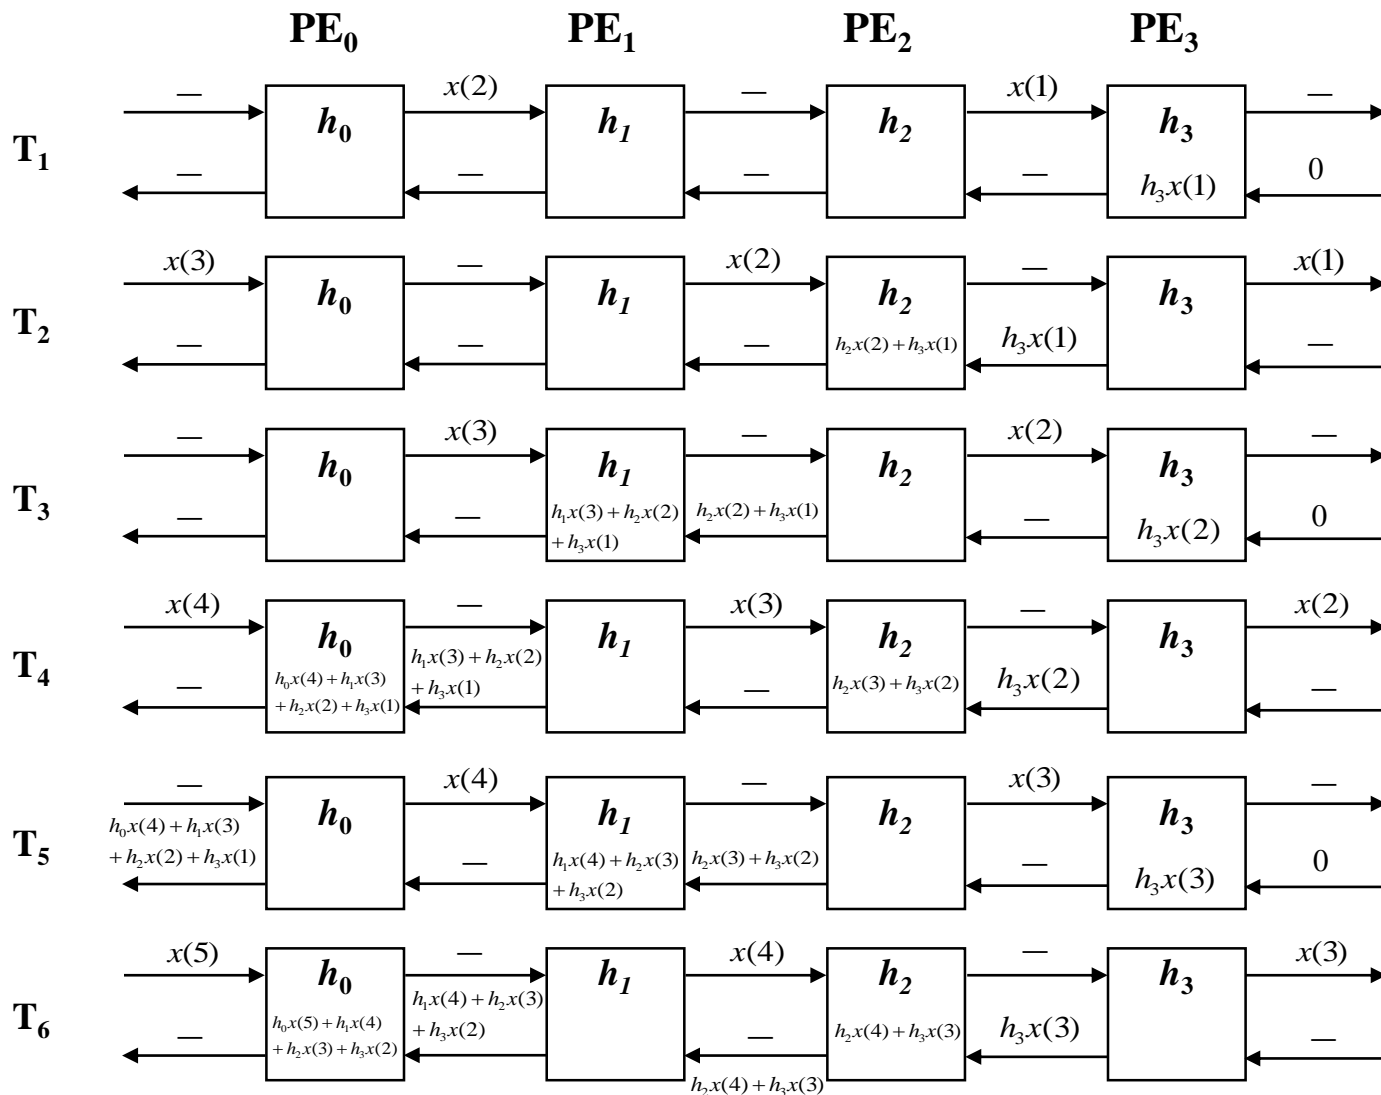 PE₀ PE₁ PE₂ PE₃
— x(2) — x(1) —
T₁ h₀ h₁ h₂ h₃
— — — — h₃x(1) 0
x(3) — x(2) — x(1)
T₂ h₀ h₁ h₂ h₃
— — — h₂x(2) + h₃x(1) h₃x(1) —
— x(3) — x(2) —
T₃ h₀ h₁ h₂ h₃
— — h₁x(3) + h₂x(2) h₂x(2) + h₃x(1) — h₃x(2) 0
+ h₃x(1)
x(4) — x(3) — x(2)
T₄ h₀ h₁ h₂ h₃
— h₀x(4) + h₁x(3) h₁x(3) + h₂x(2) — h₂x(3) + h₃x(2) h₃x(2) —
+ h₂x(2) + h₃x(1) + h₃x(1)
— x(4) — x(3) —
T₅ h₀ h₁ h₂ h₃
h₀x(4) + h₁x(3) — h₁x(4) + h₂x(3) h₂x(3) + h₃x(2) — h₃x(3) 0
+ h₂x(2) + h₃x(1) + h₃x(2)
x(5) — x(4) — x(3)
T₆ h₀ h₁ h₂ h₃
— h₀x(5) + h₁x(4) h₁x(4) + h₂x(3) — h₂x(4) + h₃x(3) h₃x(3) —
+ h₂x(3) + h₃x(2) + h₃x(2)
h₂x(4) + h₃x(3)